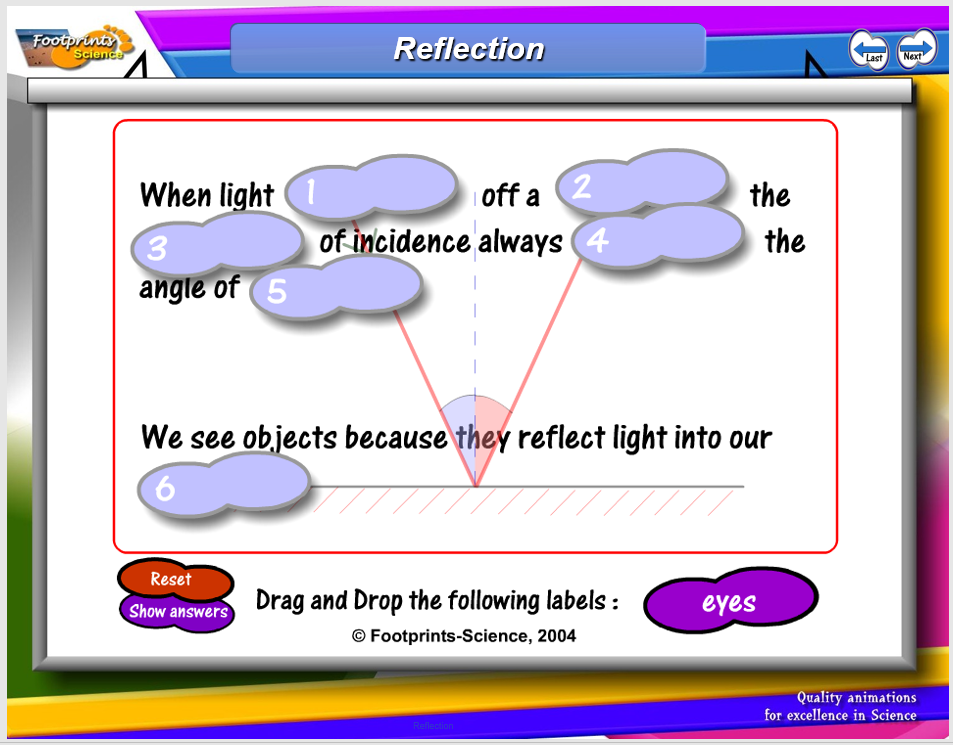 Footprints
Science
Reflection
Last
Next
When light 1 off a 2 the
3 of incidence always 4 the
angle of 5
We see objects because they reflect light into our
6
Reset
Show answers
Drag and Drop the following labels :
eyes
© Footprints-Science, 2004
Quality animations
for excellence in Science
Reflection